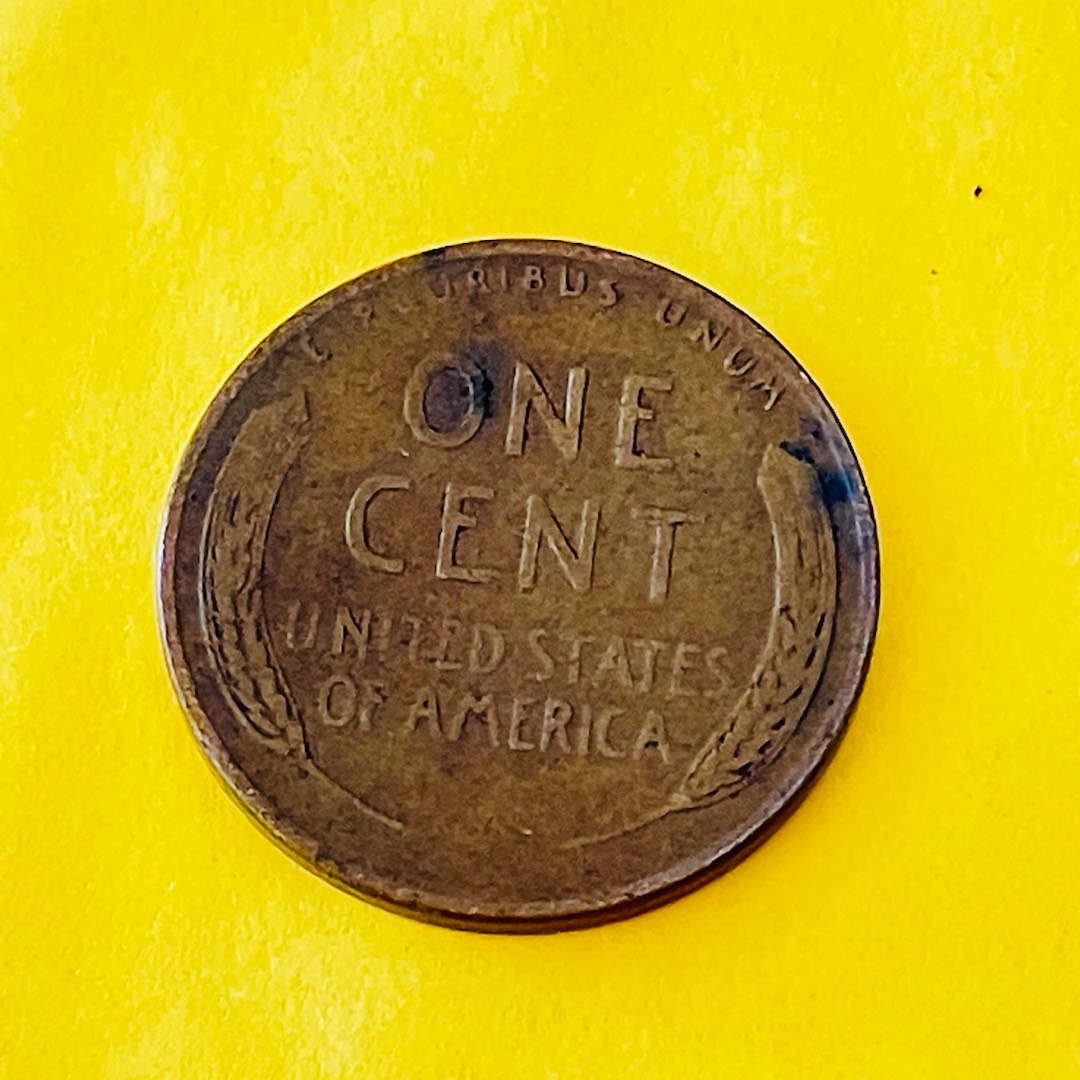 E PLURIBUS UNUM
ONE
CENT
UNITED STATES
OF AMERICA